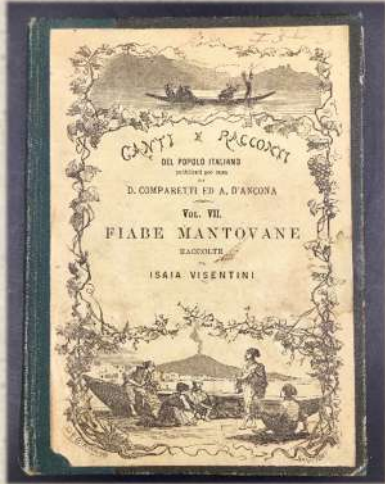 CANTI E RACCONTI
DEL POPOLO ITALIANO
pubblicati per cura
DI
D. COMPARETTI ED A. D'ANCONA
VOL. VII.
FIABE MANTOVANE
RACCOLTE
DA
ISAIA VISENTINI